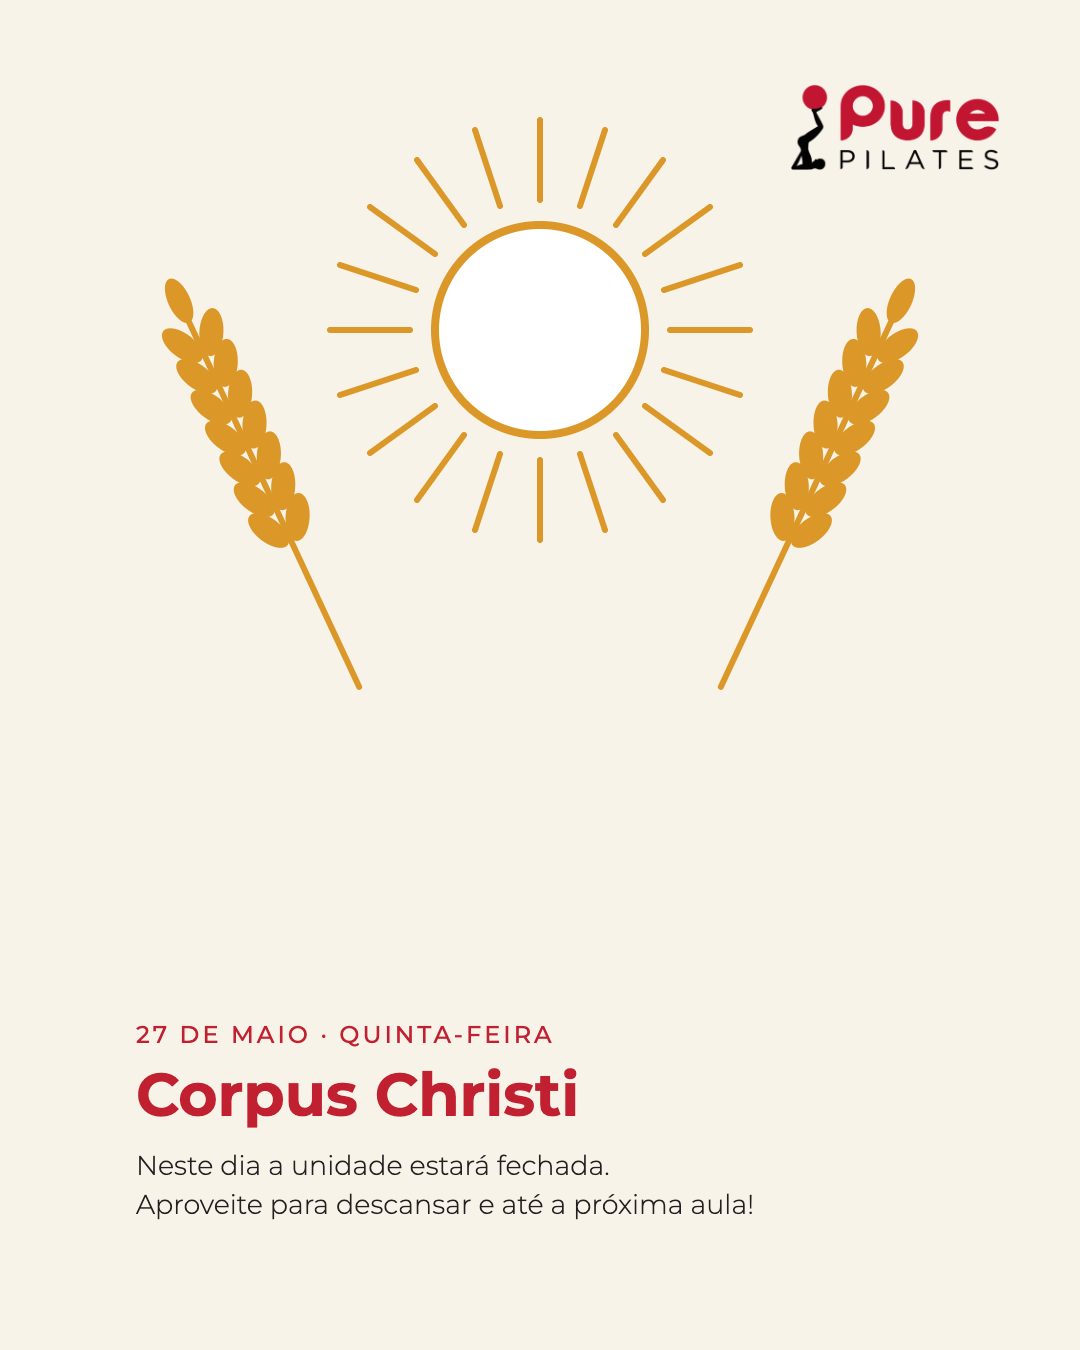 Pure
PILATES
27 DE MAIO · QUINTA-FEIRA
Corpus Christi
Neste dia a unidade estará fechada.
Aproveite para descansar e até a próxima aula!